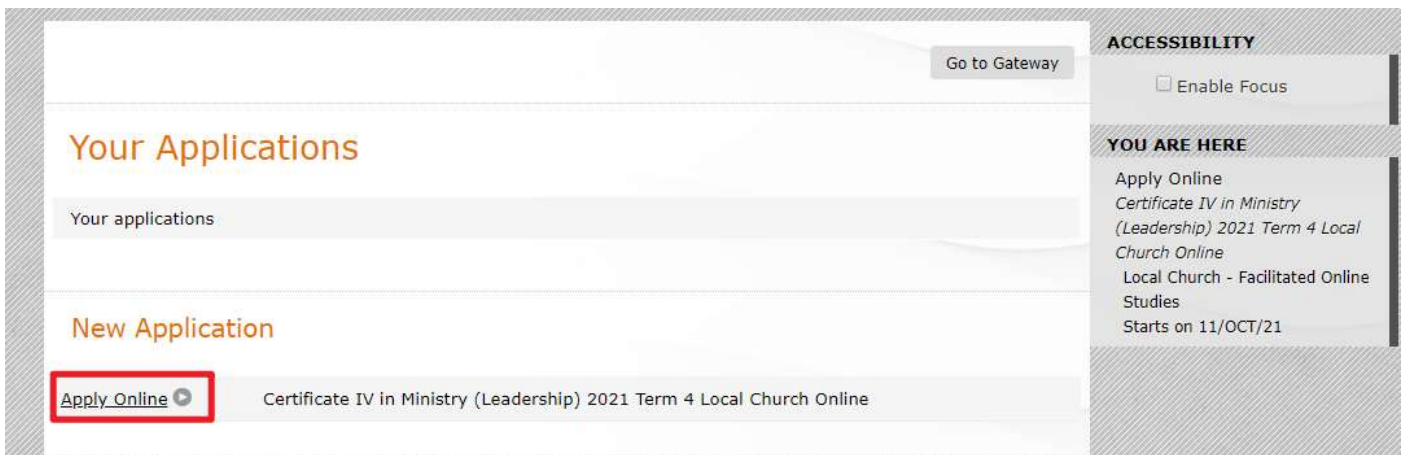 Go to Gateway
Your Applications
Your applications
New Application
Apply Online
Certificate IV in Ministry (Leadership) 2021 Term 4 Local Church Online
ACCESSIBILITY
Enable Focus
YOU ARE HERE
Apply Online
Certificate IV in Ministry
(Leadership) 2021 Term 4 Local
Church Online
Local Church - Facilitated Online
Studies
Starts on 11/OCT/21